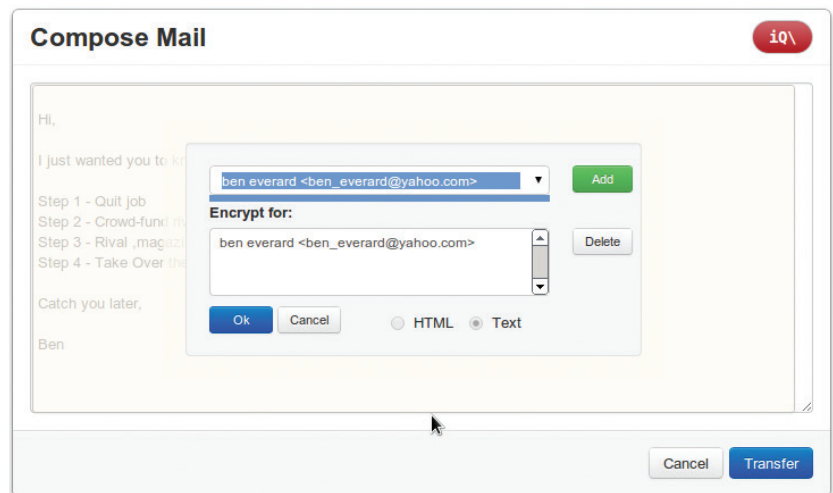 Compose Mail
iQ\
Hi,
I just wanted you to
Step 1 - Quit job
Step 2 - Crowd-fund
Step 3 - Rival ,magaz
Step 4 - Take Over the
Catch you later,
Ben
ben everard <ben_everard@yahoo.com>
Add
Encrypt for:
ben everard <ben_everard@yahoo.com>
Delete
Ok
Cancel
HTML
Text
Cancel
Transfer